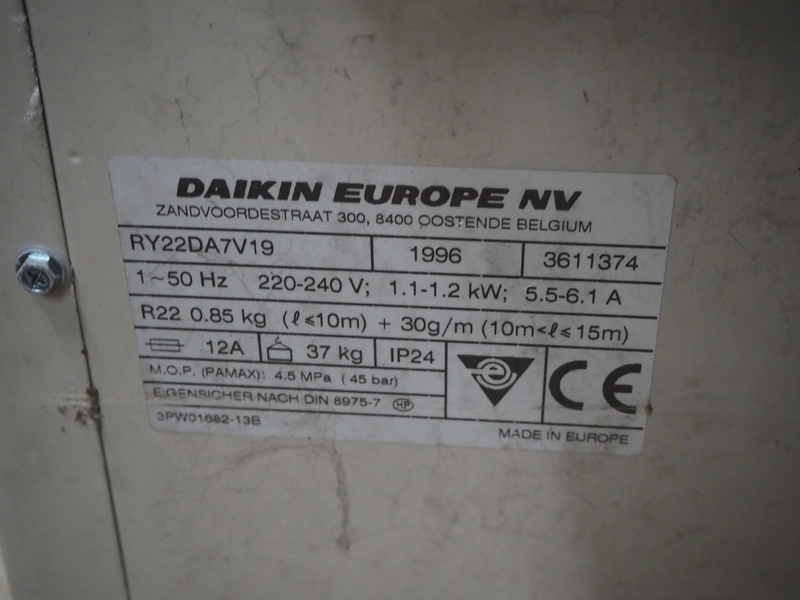 DAIKIN EUROPE NV
ZANDVOORDESTRAAT 300, 8400 OOSTENDE BELGIUM
RY22DA7V19 1996 3611374
1~50 Hz 220-240 V; 1.1-1.2 kW; 5.5-6.1 A
R22 0.85 kg (ℓ≤10m) + 30g/m (10m<ℓ≤15m)
12A 37 kg IP24
M.O.P. (PAMAX): 4.5 MPa (45 bar)
EIGENSICHER NACH DIN 8975-7 HP
e CE
3PW01682-13B
MADE IN EUROPE